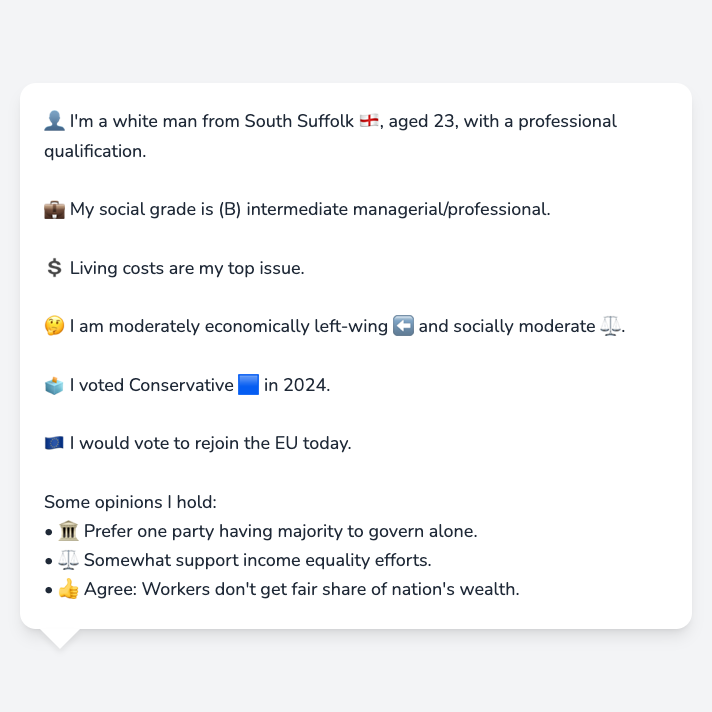 👤 I'm a white man from South Suffolk 🏴󠁧󠁢󠁥󠁮󠁧󠁿, aged 23, with a professional
qualification.
💼 My social grade is (B) intermediate managerial/professional.
💲 Living costs are my top issue.
🤔 I am moderately economically left-wing ⬅️ and socially moderate ⚖️.
🗳️ I voted Conservative 🟦 in 2024.
🇪🇺 I would vote to rejoin the EU today.
Some opinions I hold:
• 🏛️ Prefer one party having majority to govern alone.
• ⚖️ Somewhat support income equality efforts.
• 👍 Agree: Workers don't get fair share of nation's wealth.